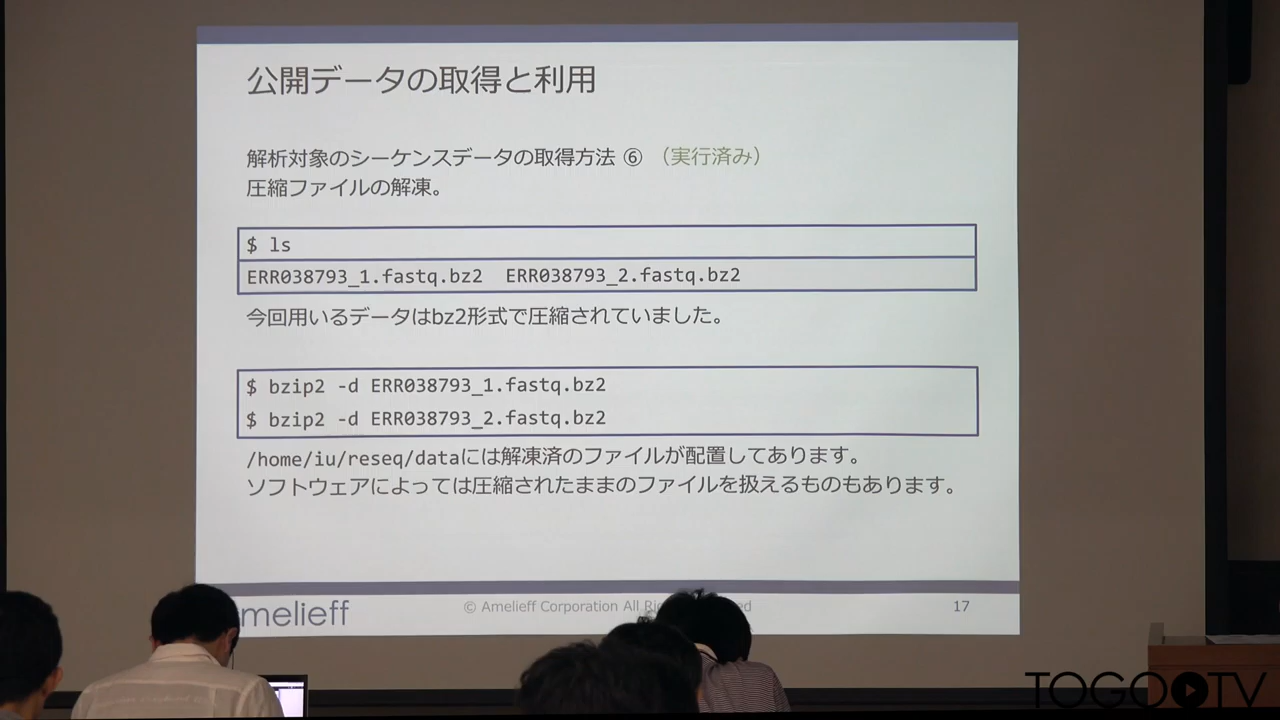 公開データの取得と利用
解析対象のシーケンスデータの取得方法 ⑥ （実行済み）
圧縮ファイルの解凍。
$ ls
ERR038793_1.fastq.bz2 ERR038793_2.fastq.bz2
今回用いるデータはbz2形式で圧縮されていました。
$ bzip2 -d ERR038793_1.fastq.bz2
$ bzip2 -d ERR038793_2.fastq.bz2
/home/iu/reseq/dataには解凍済のファイルが配置してあります。
ソフトウェアによっては圧縮されたままのファイルを扱えるものもあります。
melieff
© Amelieff Corporation All
17
TOGOTV